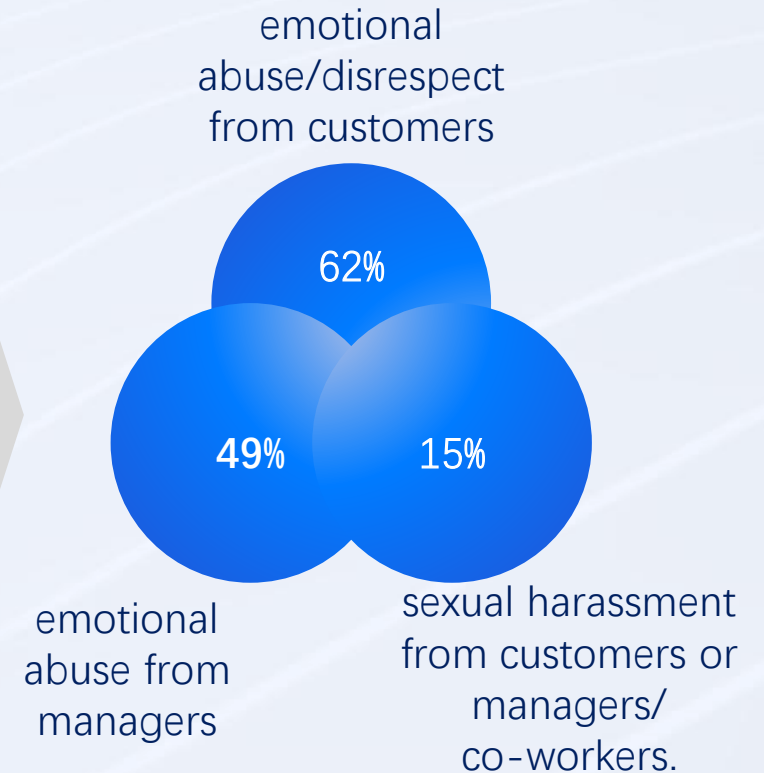 emotional
abuse/disrespect
from customers
62%
49%
15%
emotional
abuse from
managers
sexual harassment
from customers or
managers/
co-workers.